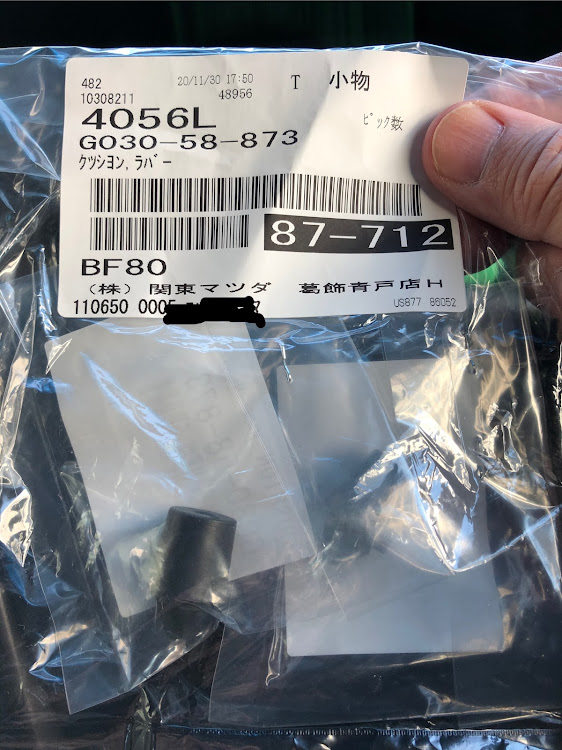 482 20/11/30 17:50 T 小物
10308211 48956
4056L ﾋﾟｯｸ数
G030-58-873
ｸﾂｼﾖﾝ,ﾗﾊﾞｰ
87-712
BF80
(株) 関東マツダ 葛飾青戸店H
110650 US877 86052